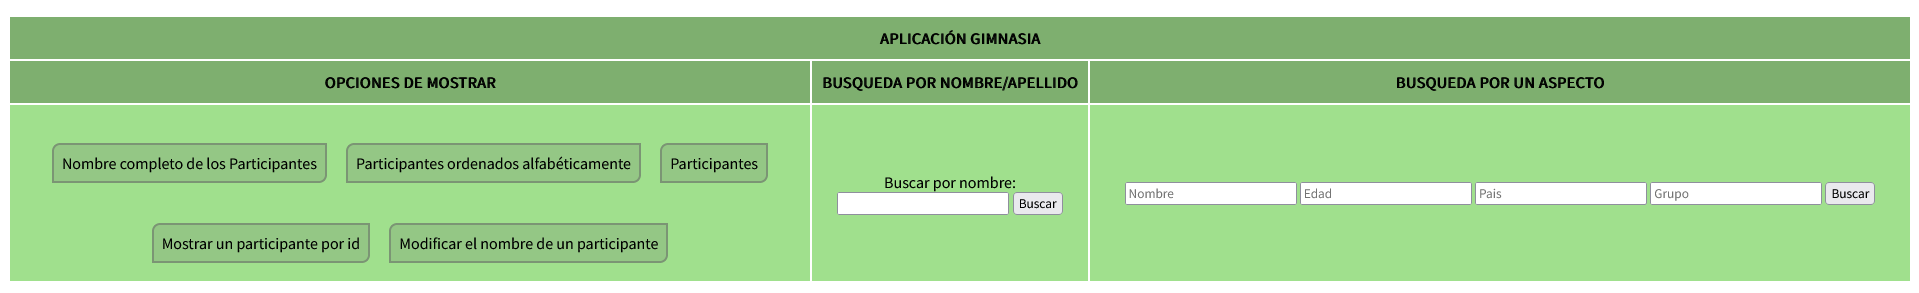 APLICACIÓN GIMNASIA
OPCIONES DE MOSTRAR
BUSQUEDA POR NOMBRE/APELLIDO
BUSQUEDA POR UN ASPECTO
Nombre completo de los Participantes
Participantes ordenados alfabéticamente
Participantes
Mostrar un participante por id
Modificar el nombre de un participante
Buscar por nombre:
Buscar
Nombre
Edad
Pais
Grupo
Buscar